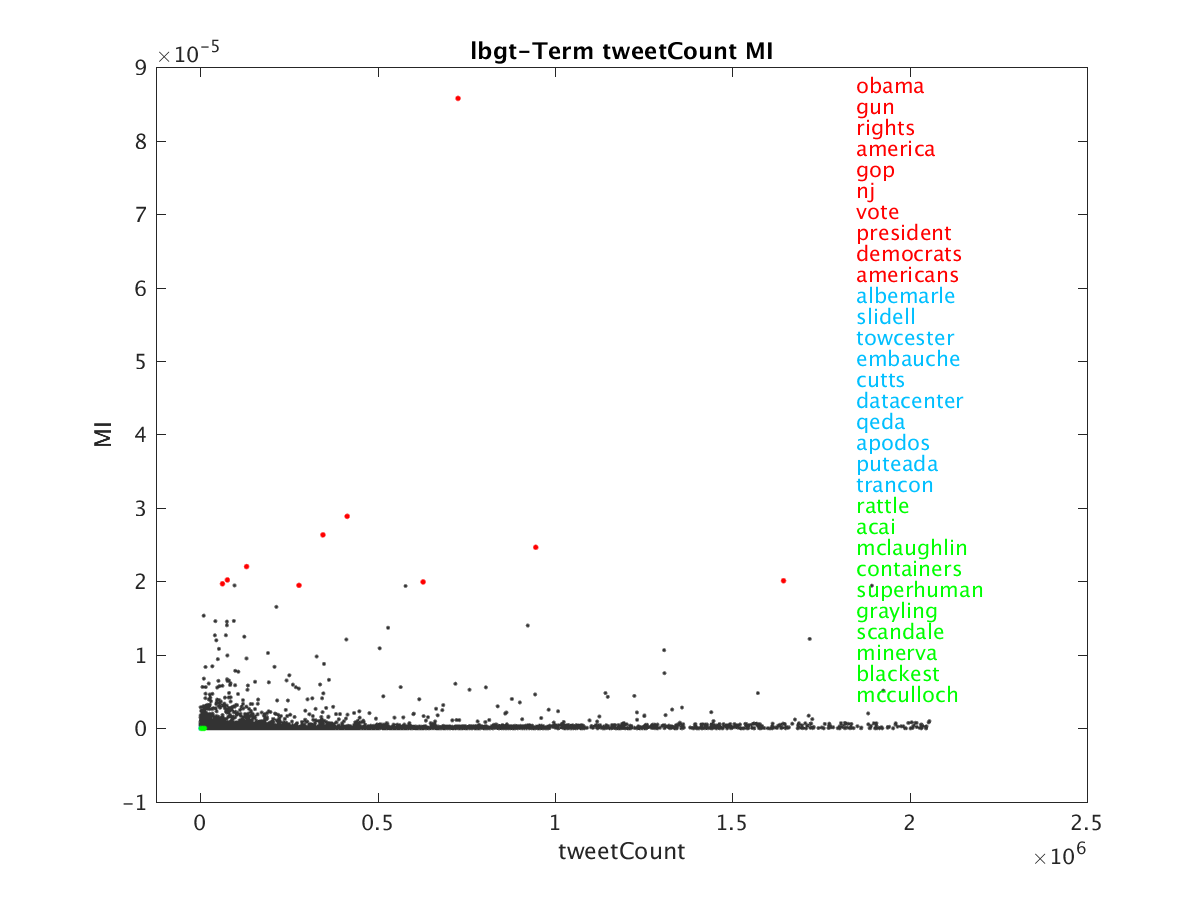 lbgt-Term tweetCount MI
×10^-5
9
8
7
6
5
4
3
2
1
0
-1
MI
0
0.5
1
1.5
2
2.5
×10^6
tweetCount
obama
gun
rights
america
gop
nj
vote
president
democrats
americans
albemarle
slidell
towcester
embauche
cutts
datacenter
qeda
apodos
puteada
trancon
rattle
acai
mclaughlin
containers
superhuman
grayling
scandale
minerva
blackest
mcculloch